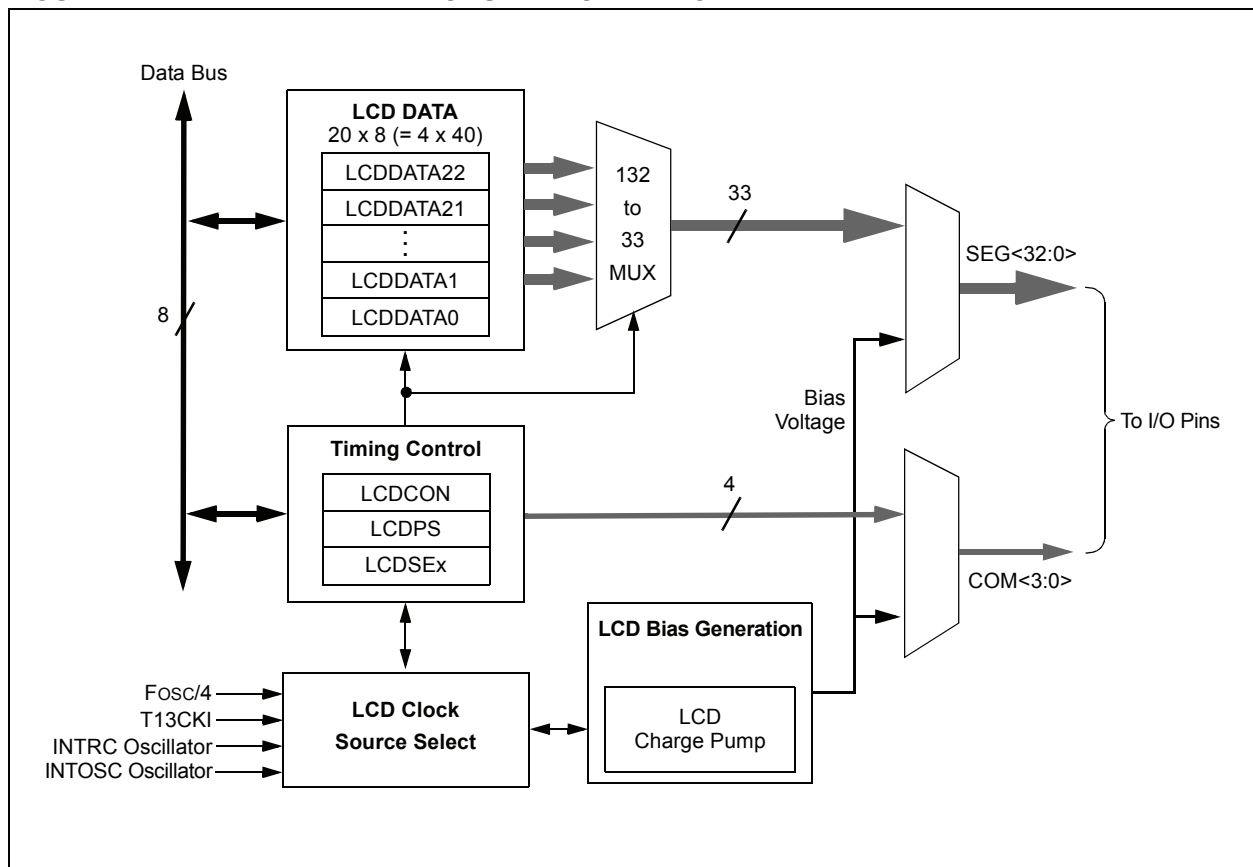 Data Bus
8
LCD DATA
20 x 8 (= 4 x 40)
LCDDATA22
LCDDATA21
⋮
LCDDATA1
LCDDATA0
132
to
33
MUX
33
SEG<32:0>
Bias
Voltage
To I/O Pins
Timing Control
LCDCON
LCDPS
LCDSEx
4
COM<3:0>
LCD Bias Generation
LCD
Charge Pump
FOSC/4
T13CKI
INTRC Oscillator
INTOSC Oscillator
LCD Clock
Source Select